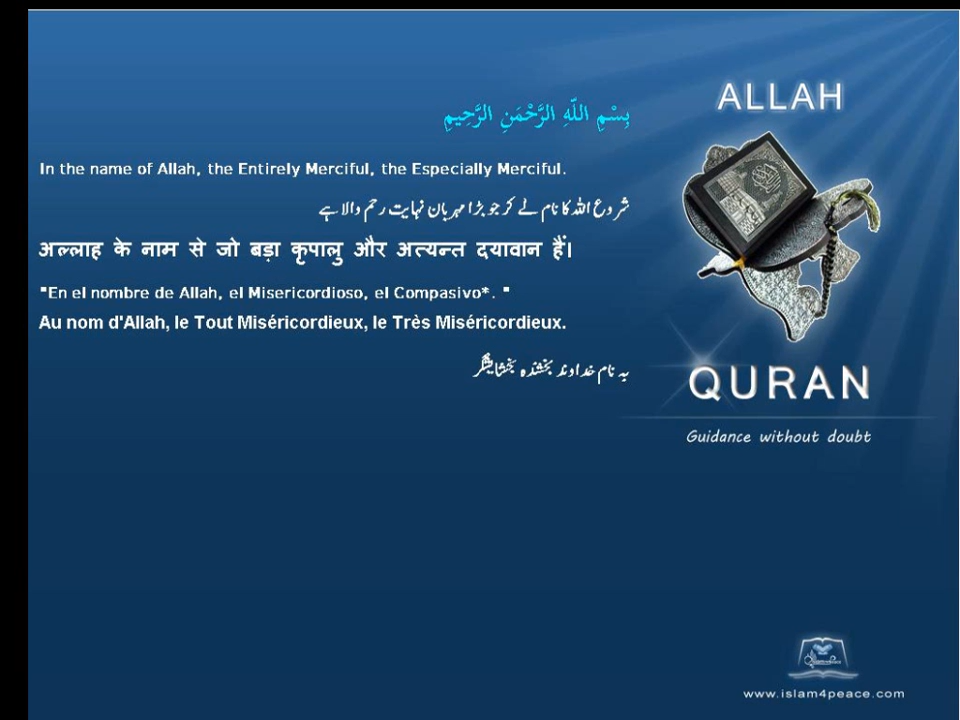 بِسْمِ اللّهِ الرَّحْمَنِ الرَّحِيمِ
In the name of Allah, the Entirely Merciful, the Especially Merciful.
شروع الله کا نام لے کر جو بڑا مہربان نہایت رحم والا ہے
अल्लाह के नाम से जो बड़ा कृपालु और अत्यन्त दयावान हैं।
"En el nombre de Allah, el Misericordioso, el Compasivo*. "
Au nom d'Allah, le Tout Miséricordieux, le Très Miséricordieux.
به نام خداوند بخشنده بخشایشگر
ALLAH
QURAN
Guidance without doubt
www.islam4peace.com